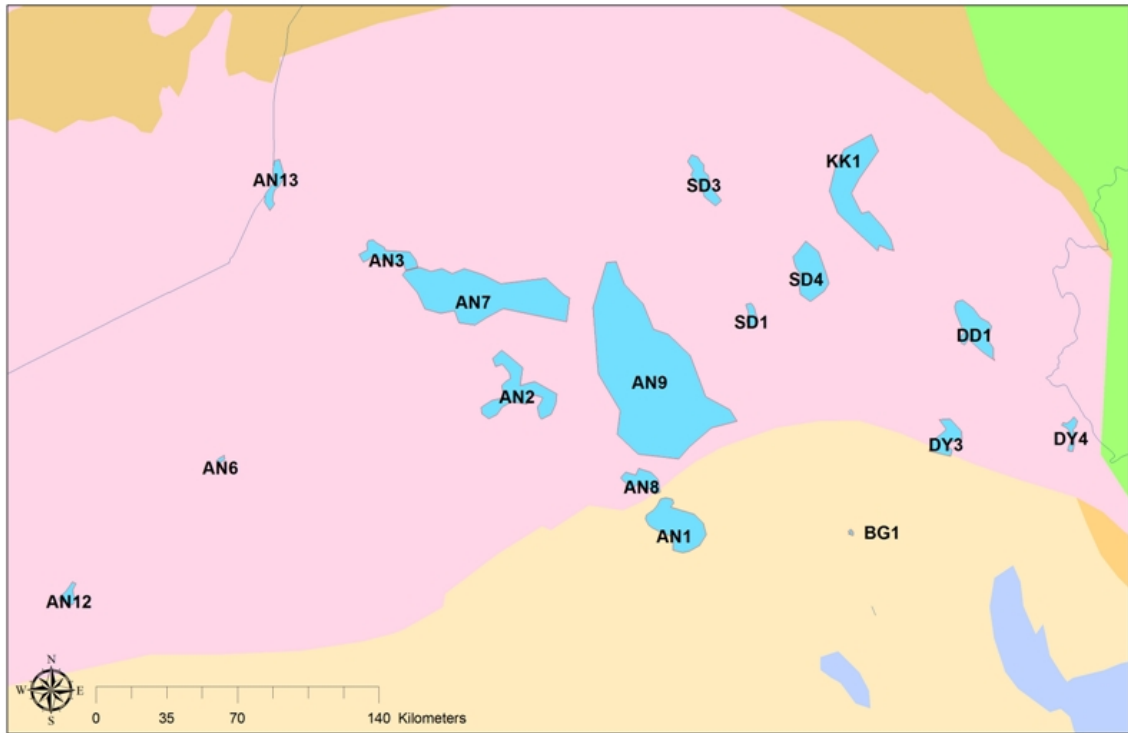 KK1
AN13
SD3
AN3
SD4
AN7
SD1
DD1
AN9
AN2
DY4
DY3
AN6
AN8
BG1
AN1
AN12
N
W E
S
0 35 70 140 Kilometers